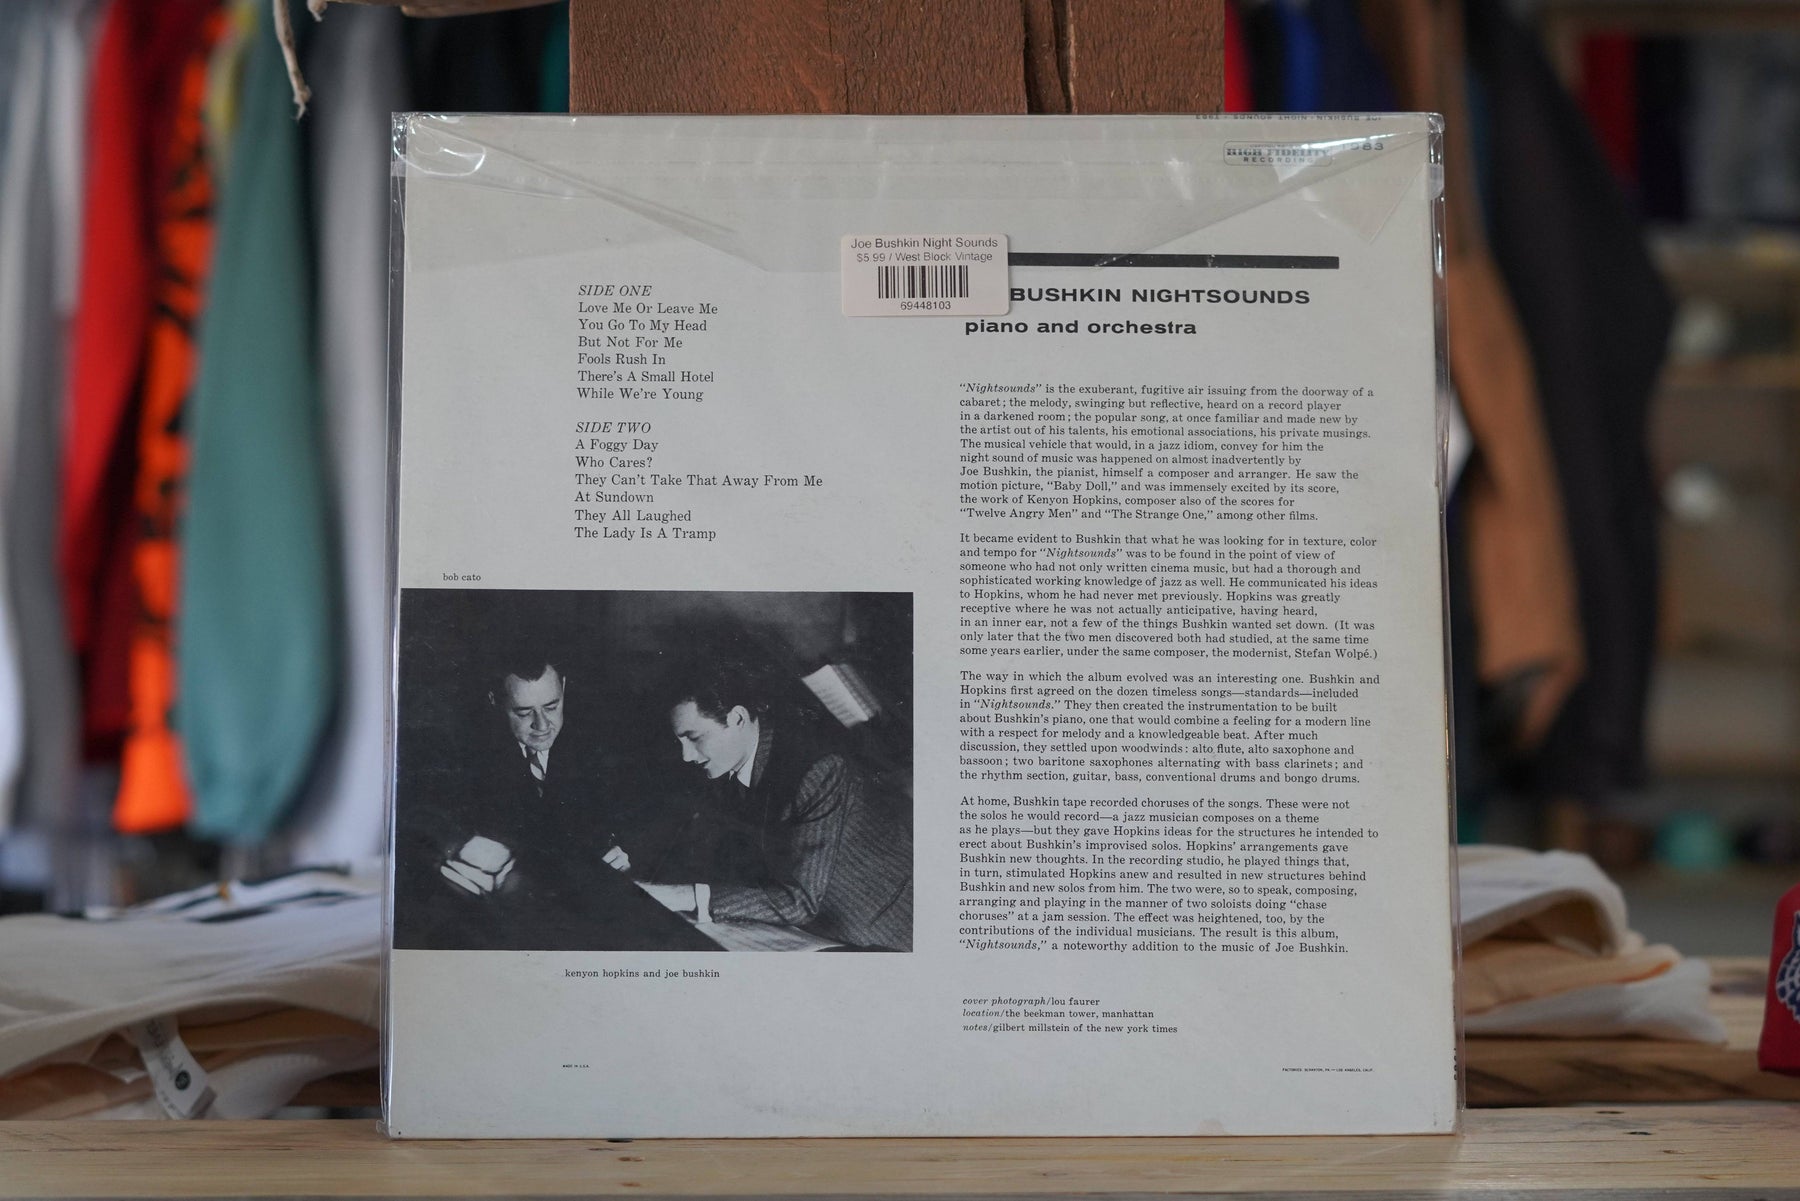 JOE BUSHKIN · NIGHT SOUNDS · T983
HIGH FIDELITY
RECORDING
983
Joe Bushkin Night Sounds
$5.99 / West Block Vintage
69448103
SIDE ONE
Love Me Or Leave Me
You Go To My Head
But Not For Me
Fools Rush In
There's A Small Hotel
While We're Young
SIDE TWO
A Foggy Day
Who Cares?
They Can't Take That Away From Me
At Sundown
They All Laughed
The Lady Is A Tramp
bob cato
kenyon hopkins and joe bushkin
MADE IN U.S.A.
BUSHKIN NIGHTSOUNDS
piano and orchestra
"Nightsounds" is the exuberant, fugitive air issuing from the doorway of a
cabaret; the melody, swinging but reflective, heard on a record player
in a darkened room; the popular song, at once familiar and made new by
the artist out of his talents, his emotional associations, his private musings.
The musical vehicle that would, in a jazz idiom, convey for him the
night sound of music was happened on almost inadvertently by
Joe Bushkin, the pianist, himself a composer and arranger. He saw the
motion picture, "Baby Doll," and was immensely excited by its score,
the work of Kenyon Hopkins, composer also of the scores for
"Twelve Angry Men" and "The Strange One," among other films.
It became evident to Bushkin that what he was looking for in texture, color
and tempo for "Nightsounds" was to be found in the point of view of
someone who had not only written cinema music, but had a thorough and
sophisticated working knowledge of jazz as well. He communicated his ideas
to Hopkins, whom he had never met previously. Hopkins was greatly
receptive where he was not actually anticipative, having heard,
in an inner ear, not a few of the things Bushkin wanted set down. (It was
only later that the two men discovered both had studied, at the same time
some years earlier, under the same composer, the modernist, Stefan Wolpé.)
The way in which the album evolved was an interesting one. Bushkin and
Hopkins first agreed on the dozen timeless songs—standards—included
in "Nightsounds." They then created the instrumentation to be built
about Bushkin's piano, one that would combine a feeling for a modern line
with a respect for melody and a knowledgeable beat. After much
discussion, they settled upon woodwinds: alto flute, alto saxophone and
bassoon; two baritone saxophones alternating with bass clarinets; and
the rhythm section, guitar, bass, conventional drums and bongo drums.
At home, Bushkin tape recorded choruses of the songs. These were not
the solos he would record—a jazz musician composes on a theme
as he plays—but they gave Hopkins ideas for the structures he intended to
erect about Bushkin's improvised solos. Hopkins' arrangements gave
Bushkin new thoughts. In the recording studio, he played things that,
in turn, stimulated Hopkins anew and resulted in new structures behind
Bushkin and new solos from him. The two were, so to speak, composing,
arranging and playing in the manner of two soloists doing "chase
choruses" at a jam session. The effect was heightened, too, by the
contributions of the individual musicians. The result is this album,
"Nightsounds," a noteworthy addition to the music of Joe Bushkin.
cover photograph/lou faurer
location/the beekman tower, manhattan
notes/gilbert millstein of the new york times
FACTORIES: SCRANTON, PA.—LOS ANGELES, CALIF.